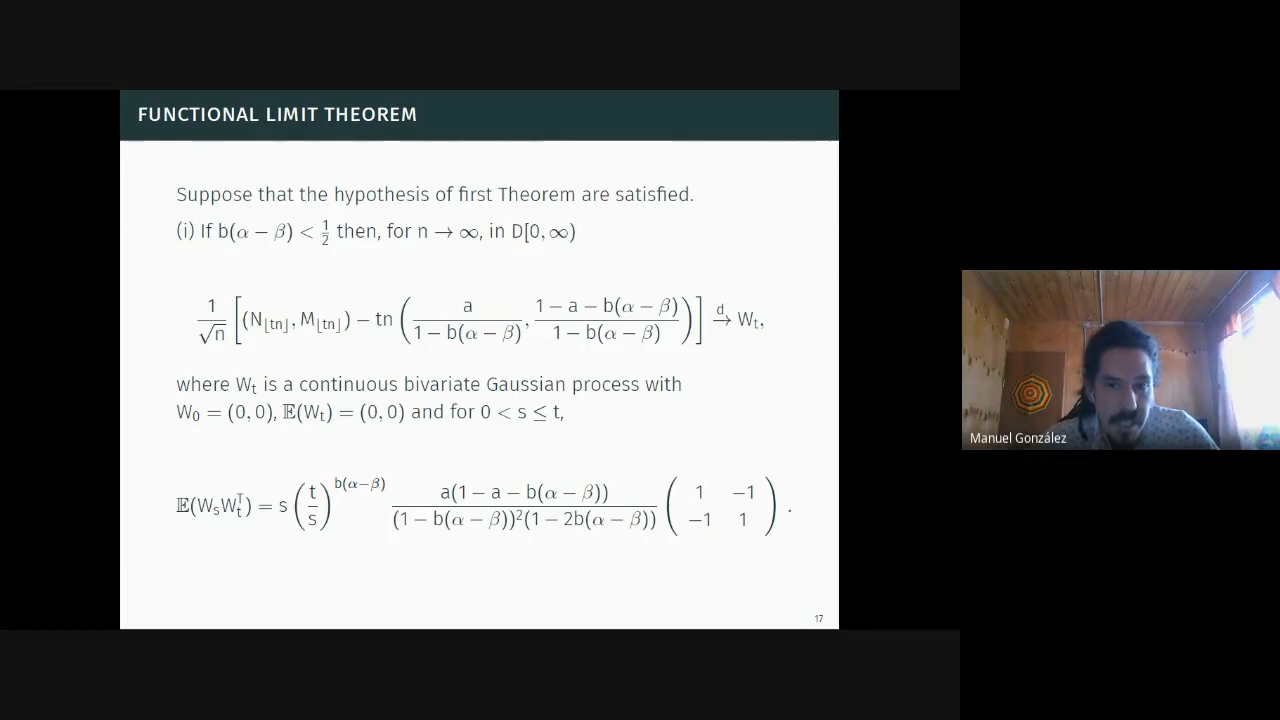 FUNCTIONAL LIMIT THEOREM
Suppose that the hypothesis of first Theorem are satisfied.
(i) If b(α − β) < 1/2 then, for n → ∞, in D[0, ∞)
1/√n [(N⌊tn⌋, M⌊tn⌋) − tn (a/(1 − b(α − β)), (1 − a − b(α − β))/(1 − b(α − β)))] →d Wt,
where Wt is a continuous bivariate Gaussian process with
W0 = (0, 0), 𝔼(Wt) = (0, 0) and for 0 < s ≤ t,
𝔼(WsWtT) = s (t/s)^b(α−β) a(1 − a − b(α − β))/((1 − b(α − β))²(1 − 2b(α − β))) (1 −1 −1 1).
17
Manuel González